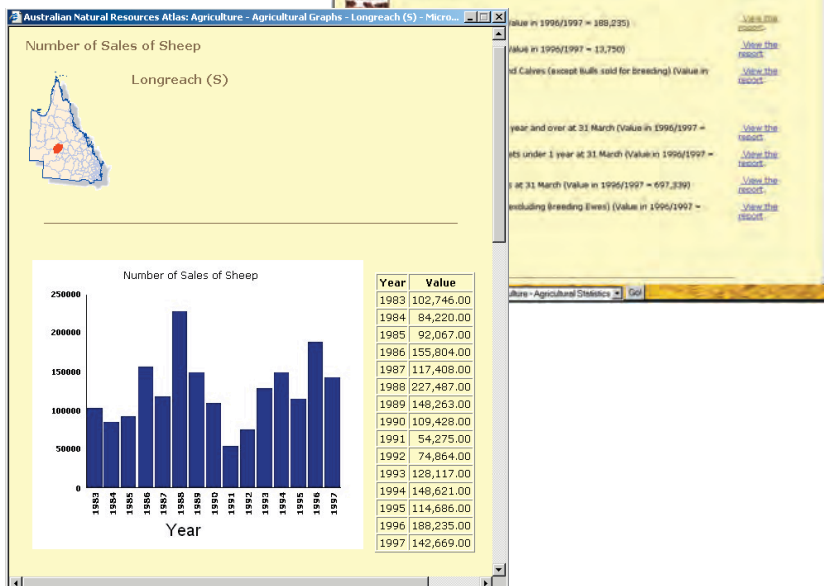 Australian Natural Resources Atlas: Agriculture - Agricultural Graphs - Longreach (S) - Micro...
Number of Sales of Sheep
Longreach (S)
Number of Sales of Sheep
250000
200000
150000
100000
50000
0
1983 1984 1985 1986 1987 1988 1989 1990 1991 1992 1993 1994 1995 1996 1997
Year
Year Value
1983 102,746.00
1984 84,220.00
1985 92,067.00
1986 155,804.00
1987 117,408.00
1988 227,487.00
1989 148,263.00
1990 109,428.00
1991 54,275.00
1992 74,864.00
1993 128,117.00
1994 148,621.00
1995 114,686.00
1996 188,235.00
1997 142,669.00
Value in 1996/1997 = 188,235) View the
report.
Value in 1996/1997 = 13,750) View the
report.
nd Calves (except Bulls sold for breeding) (Value in View the
report.
year and over at 31 March (Value in 1996/1997 = View the
report.
ets under 1 year at 31 March (Value in 1996/1997 = View the
report.
s at 31 March (Value in 1996/1997 = 697,339) View the
report.
excluding Breeding Ewes) (Value in 1996/1997 = View the
report.
ulture - Agricultural Statistics Go!